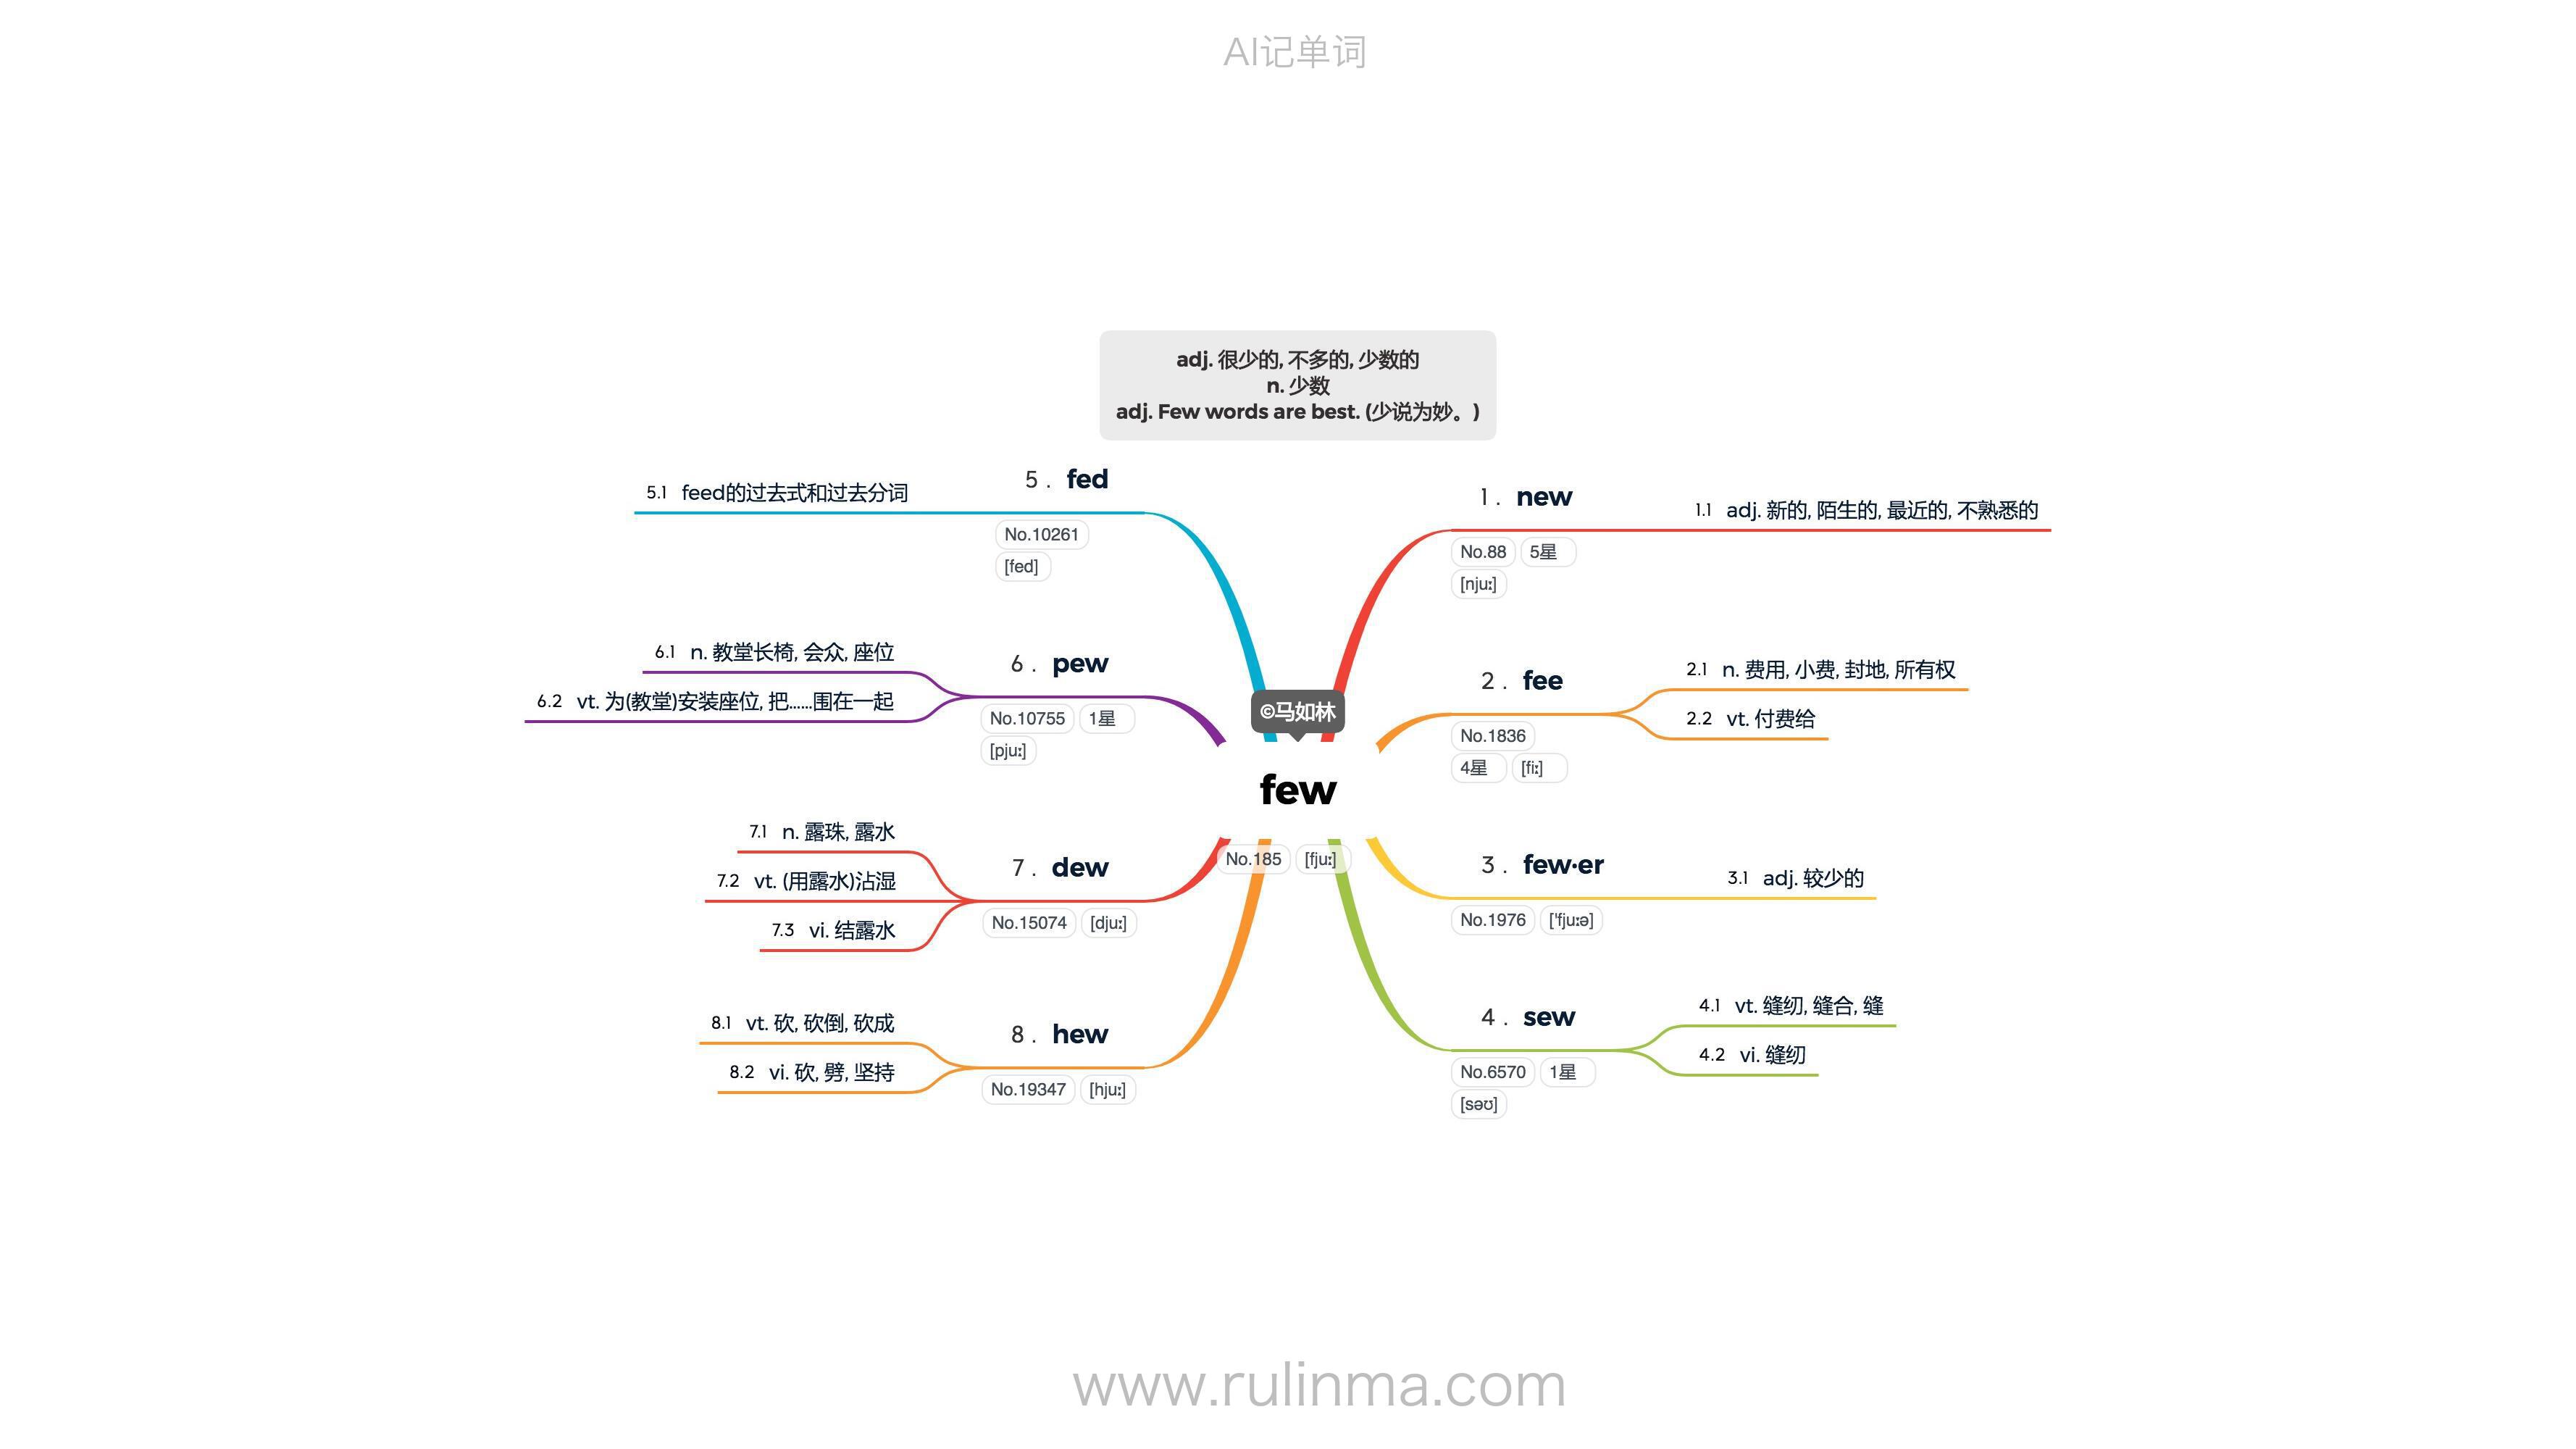 AI记单词
adj. 很少的, 不多的, 少数的
n. 少数
adj. Few words are best. (少说为妙。)
©马如林
few
No.185 [fjuː]
1 . new
No.88 5星
[njuː]
1.1 adj. 新的, 陌生的, 最近的, 不熟悉的
2 . fee
No.1836
4星 [fiː]
2.1 n. 费用, 小费, 封地, 所有权
2.2 vt. 付费给
3 . few·er
No.1976 ['fjuːə]
3.1 adj. 较少的
4 . sew
No.6570 1星
[səʊ]
4.1 vt. 缝纫, 缝合, 缝
4.2 vi. 缝纫
5 . fed
No.10261
[fed]
5.1 feed的过去式和过去分词
6 . pew
No.10755 1星
[pjuː]
6.1 n. 教堂长椅, 会众, 座位
6.2 vt. 为(教堂)安装座位, 把……围在一起
7 . dew
No.15074 [djuː]
7.1 n. 露珠, 露水
7.2 vt. (用露水)沾湿
7.3 vi. 结露水
8 . hew
No.19347 [hjuː]
8.1 vt. 砍, 砍倒, 砍成
8.2 vi. 砍, 劈, 坚持
www.rulinma.com